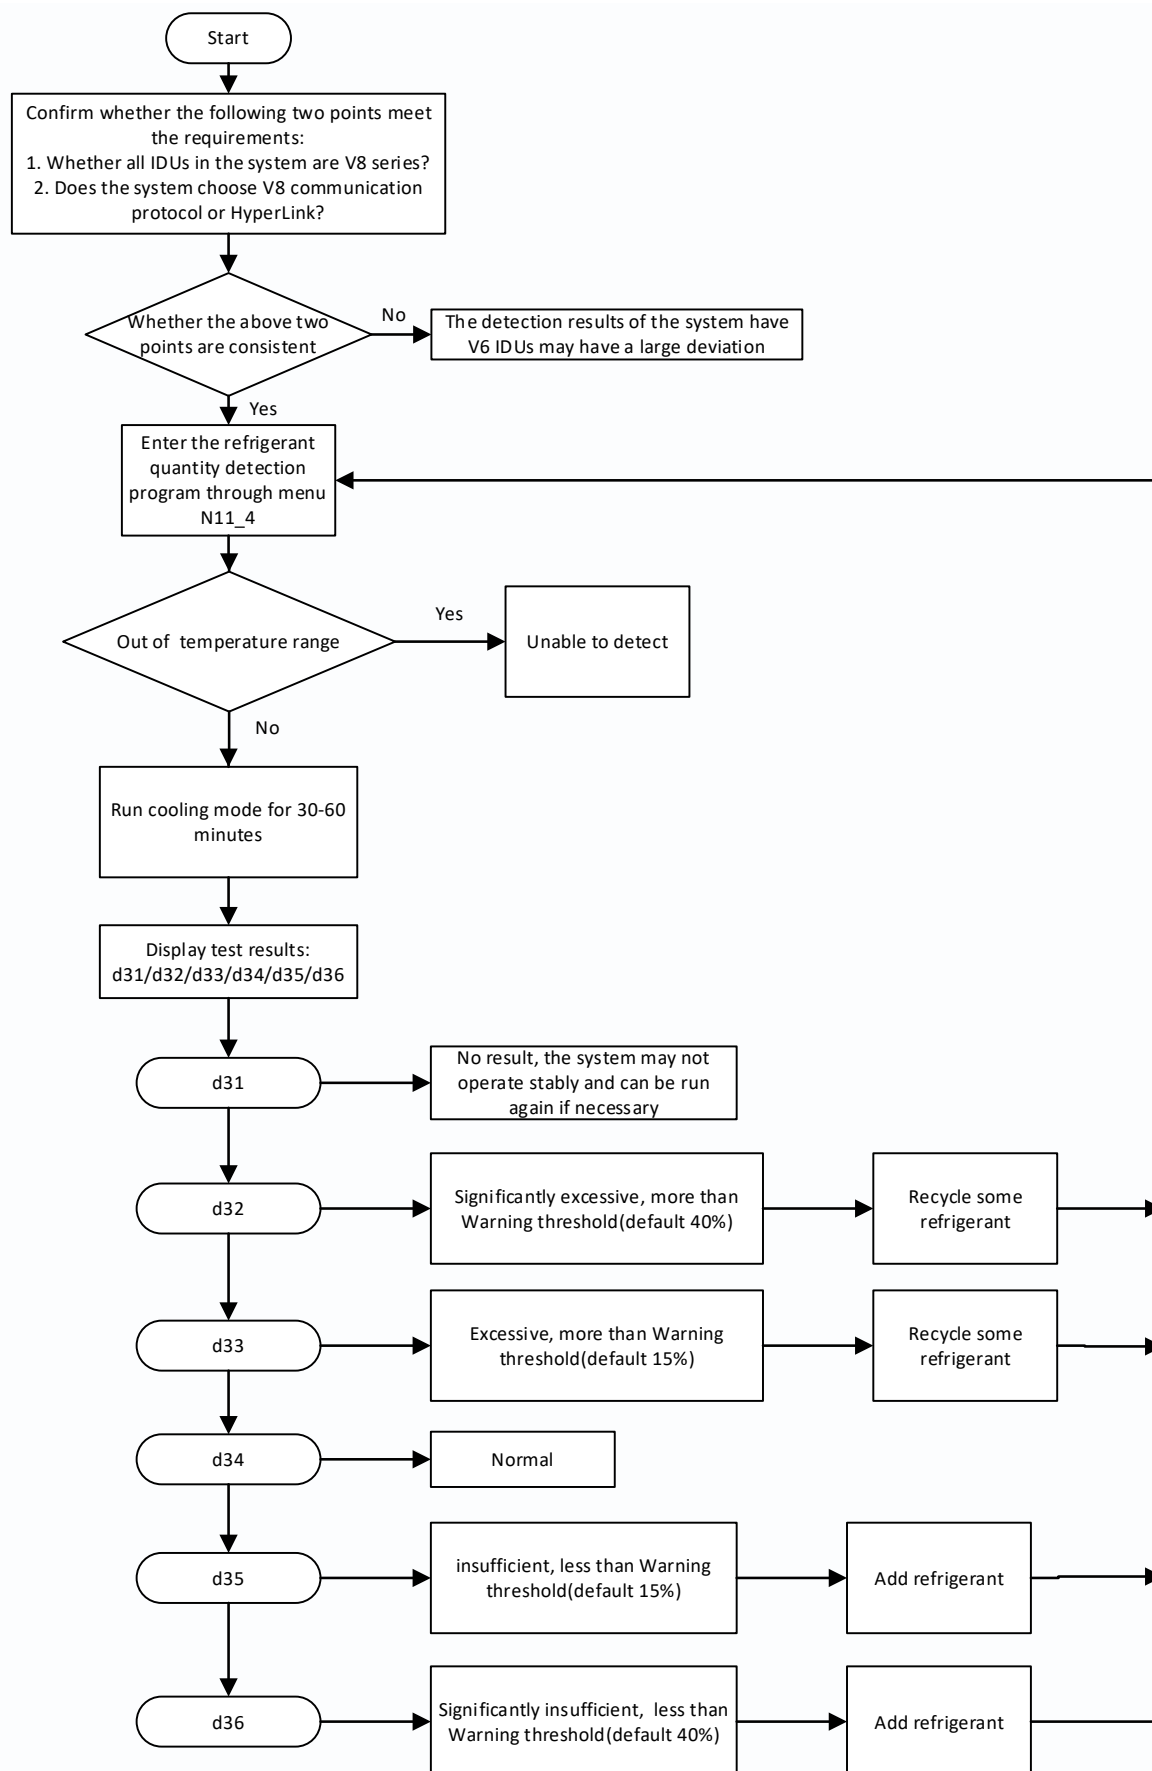 Start
Confirm whether the following two points meet
the requirements:
1. Whether all IDUs in the system are V8 series?
2. Does the system choose V8 communication
protocol or HyperLink?
Whether the above two
points are consistent
No
The detection results of the system have
V6 IDUs may have a large deviation
Yes
Enter the refrigerant
quantity detection
program through menu
N11_4
Out of temperature range
Yes
Unable to detect
No
Run cooling mode for 30-60
minutes
Display test results:
d31/d32/d33/d34/d35/d36
d31
No result, the system may not
operate stably and can be run
again if necessary
d32
Significantly excessive, more than
Warning threshold(default 40%)
Recycle some
refrigerant
d33
Excessive, more than Warning
threshold(default 15%)
Recycle some
refrigerant
d34
Normal
d35
insufficient, less than Warning
threshold(default 15%)
Add refrigerant
d36
Significantly insufficient, less than
Warning threshold(default 40%)
Add refrigerant